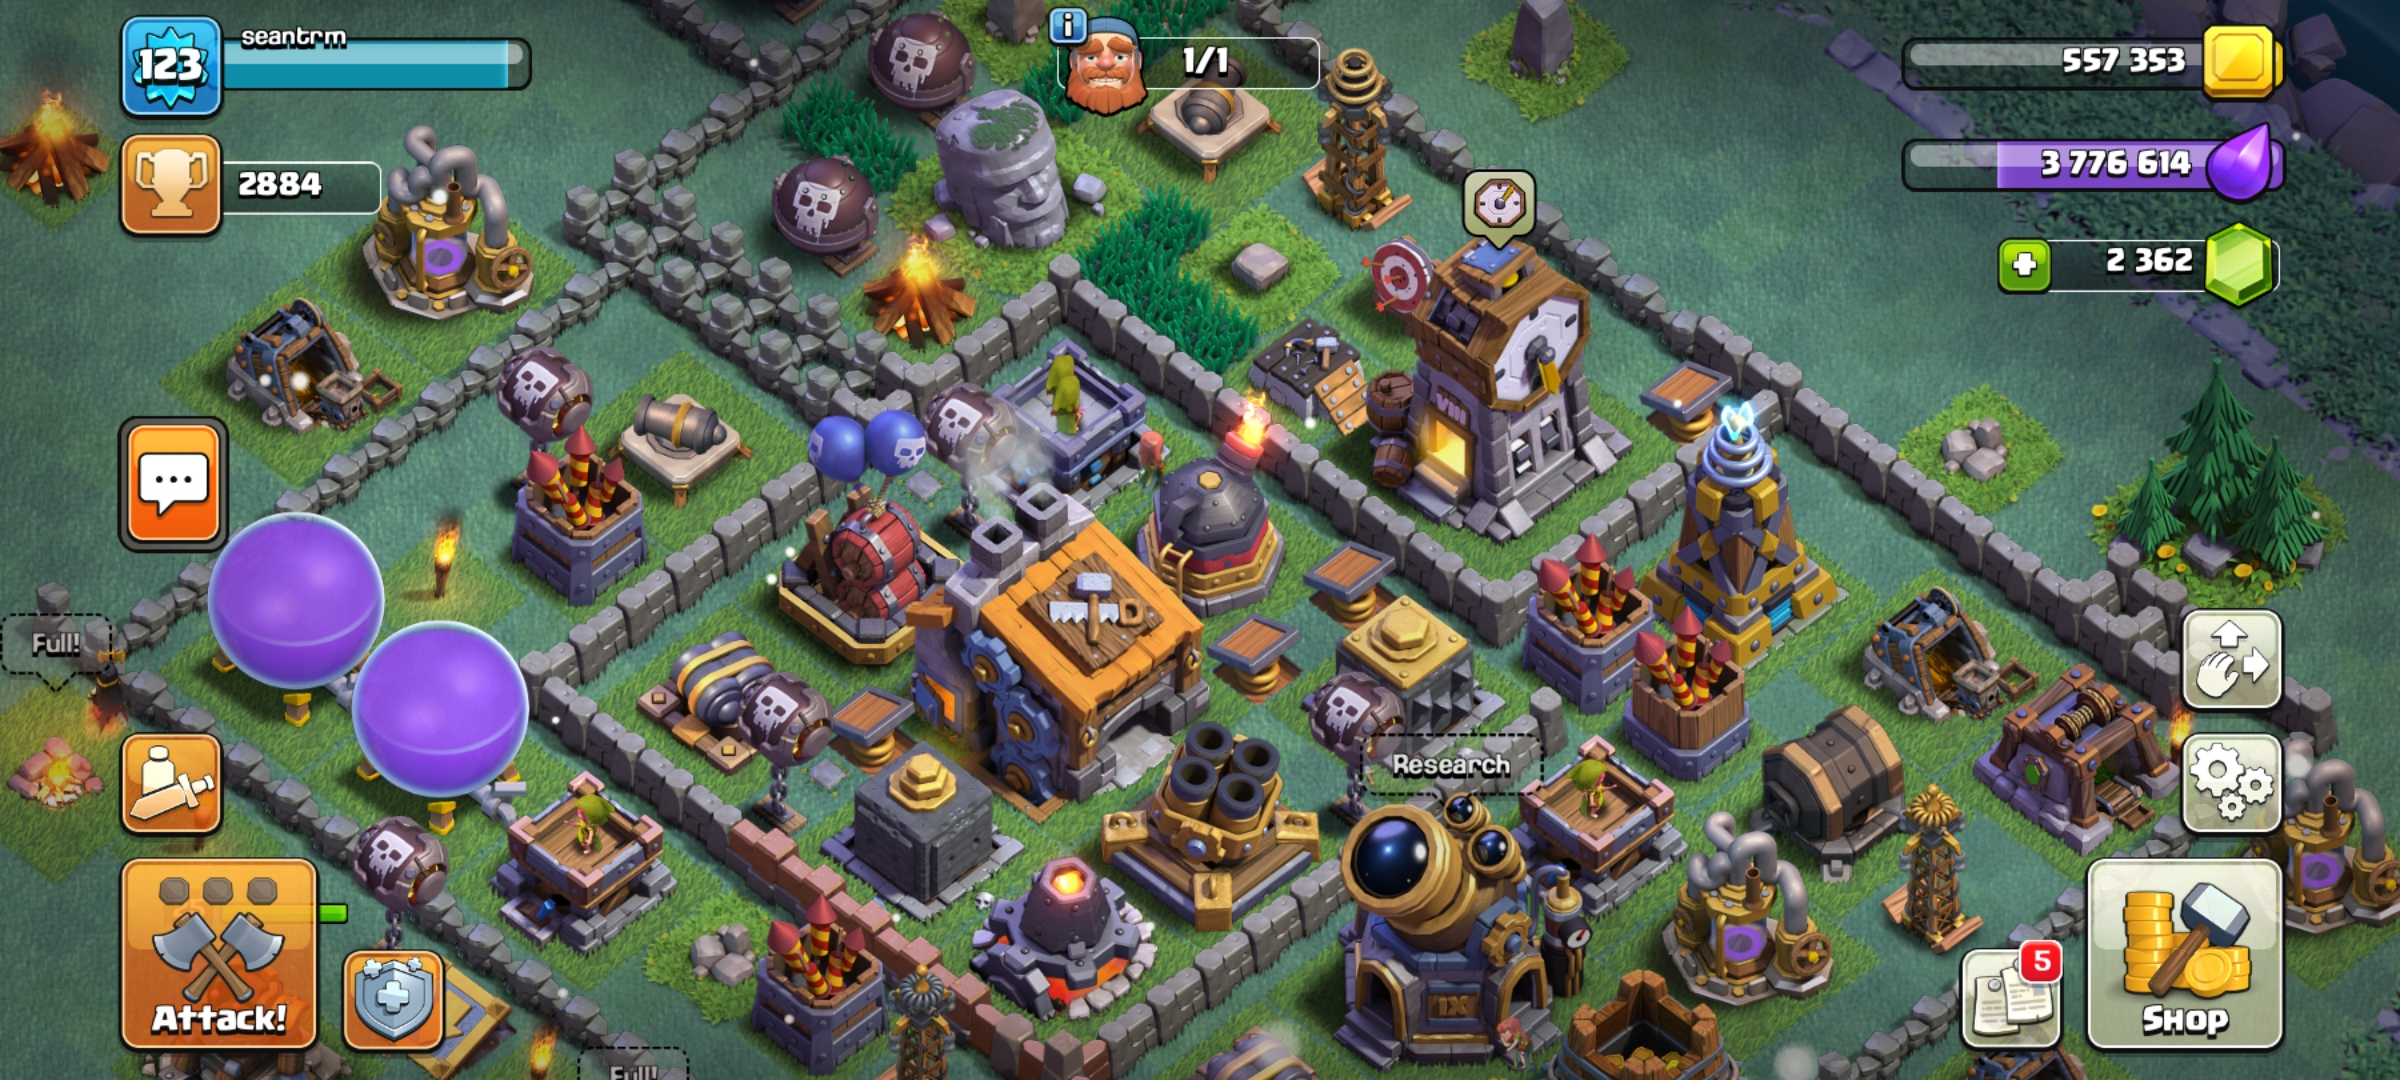 123
seantrm
1/1
557 353
2884
3 776 614
2 362
VIII
Full!
Research
IX
5
Attack!
Shop
Full!